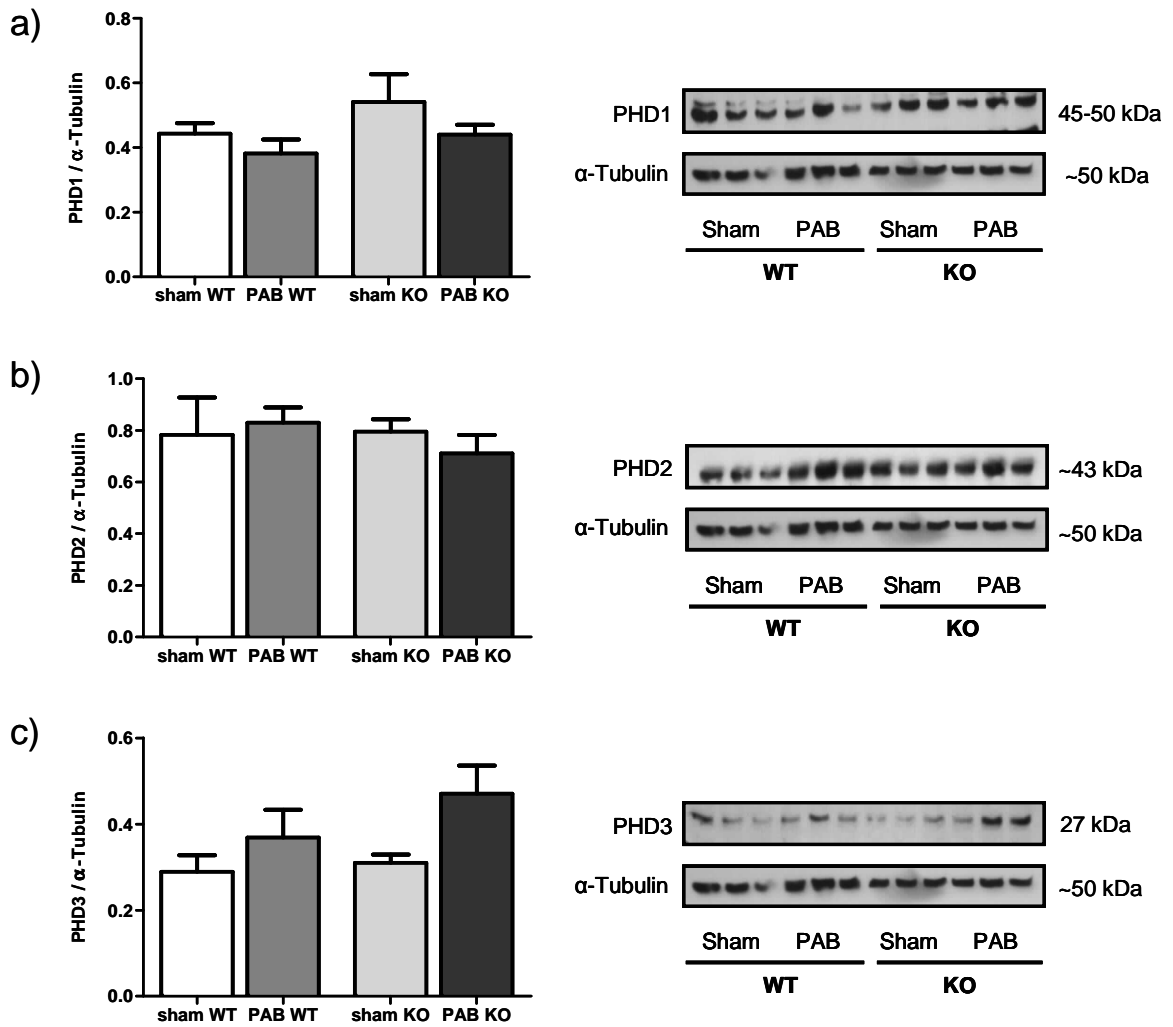 a)
PHD1 / α-Tubulin
0.8
0.6
0.4
0.2
0.0
sham WT PAB WT sham KO PAB KO
PHD1 45-50 kDa
α-Tubulin ~50 kDa
Sham PAB Sham PAB
WT KO
b)
PHD2 / α-Tubulin
1.0
0.8
0.6
0.4
0.2
0.0
sham WT PAB WT sham KO PAB KO
PHD2 ~43 kDa
α-Tubulin ~50 kDa
Sham PAB Sham PAB
WT KO
c)
PHD3 / α-Tubulin
0.6
0.4
0.2
0.0
sham WT PAB WT sham KO PAB KO
PHD3 27 kDa
α-Tubulin ~50 kDa
Sham PAB Sham PAB
WT KO